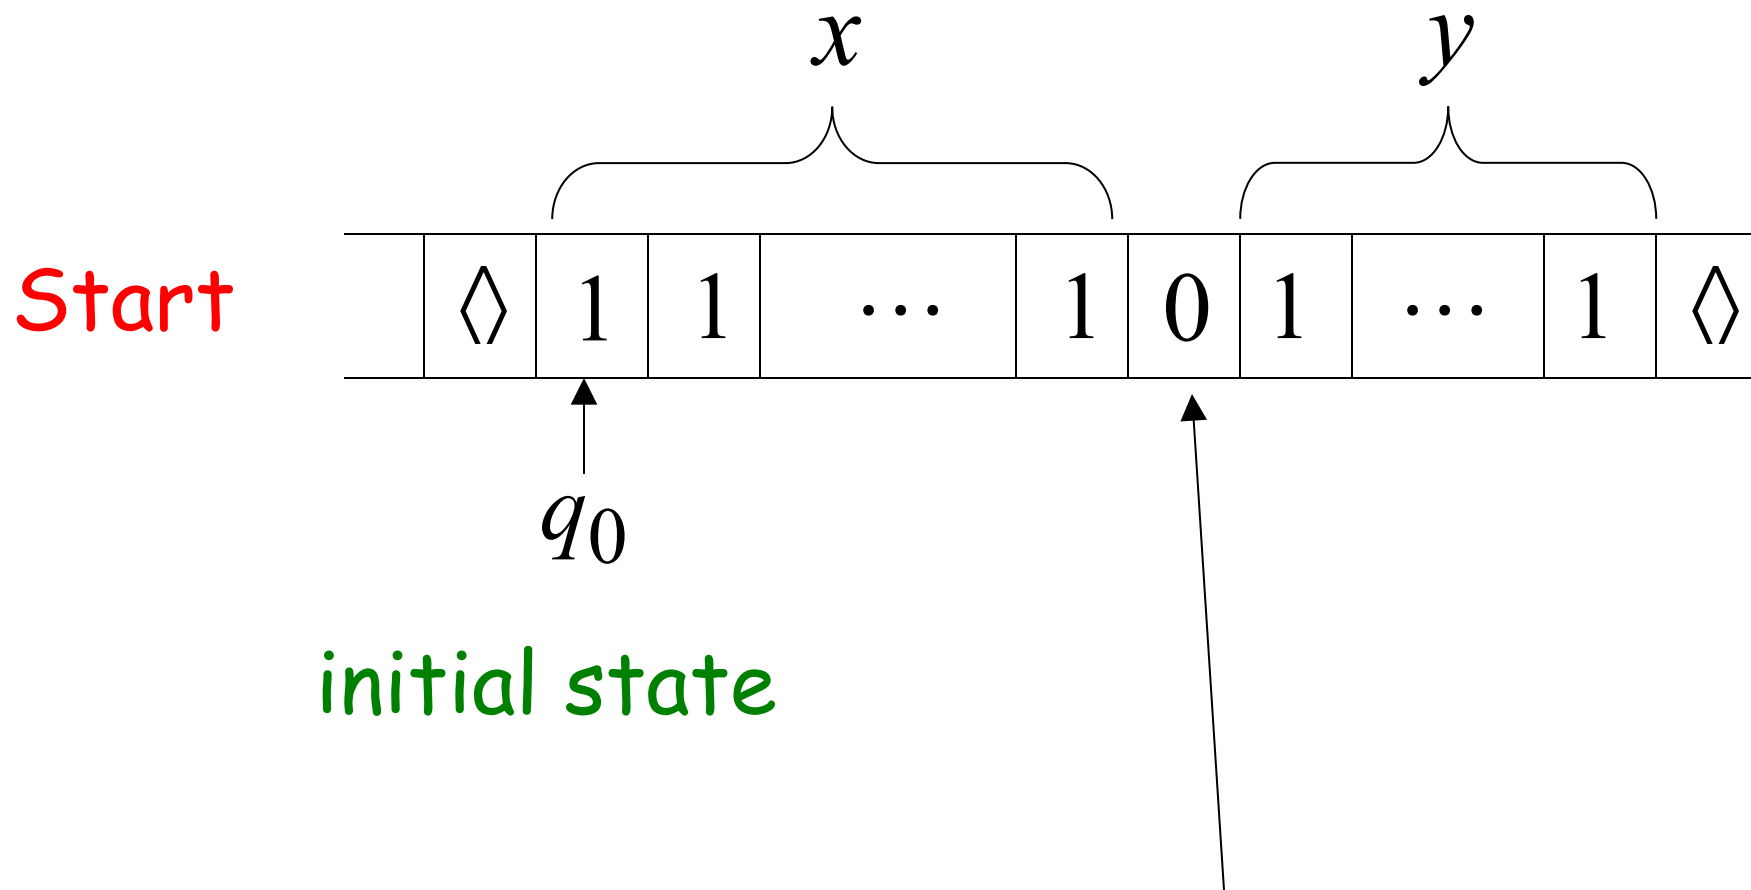 x y
Start ◊ 1 1 ⋯ 1 0 1 ⋯ 1 ◊
q₀
initial state